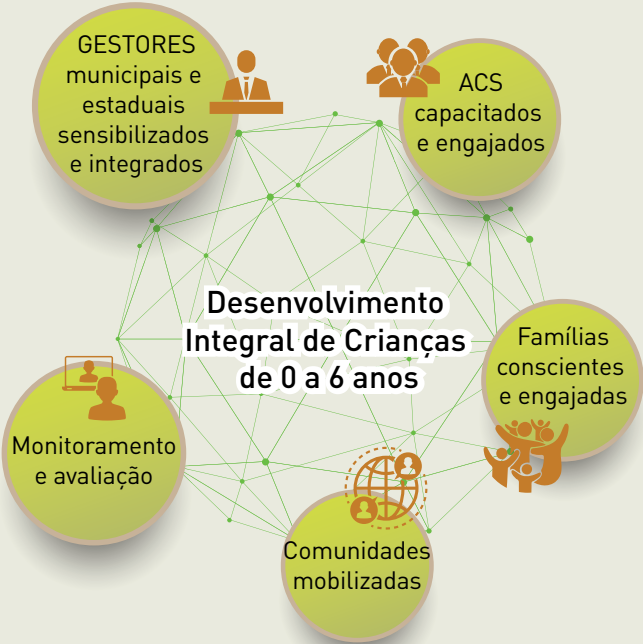 GESTORES
municipais e
estaduais
sensibilizados
e integrados
ACS
capacitados
e engajados
Desenvolvimento
Integral de Crianças
de 0 a 6 anos
Famílias
conscientes
e engajadas
Monitoramento
e avaliação
Comunidades
mobilizadas